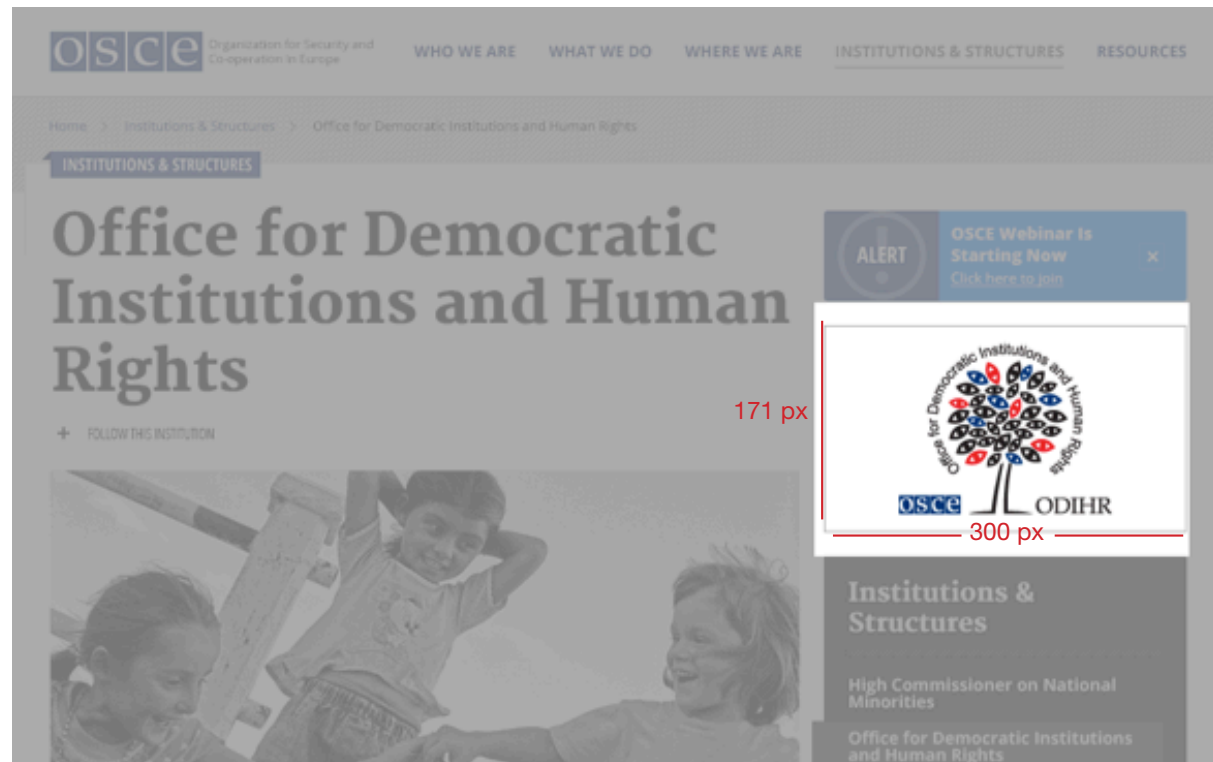 osce Organization for Security and
Co-operation in Europe
WHO WE ARE WHAT WE DO WHERE WE ARE INSTITUTIONS & STRUCTURES RESOURCES
Home > Institutions & Structures > Office for Democratic Institutions and Human Rights
INSTITUTIONS & STRUCTURES
Office for Democratic
Institutions and Human
Rights
+ FOLLOW THIS INSTITUTION
ALERT
!
OSCE Webinar Is
Starting Now
Click here to join
×
171 px
Office for Democratic Institutions and Human Rights
osce ODIHR
300 px
Institutions &
Structures
High Commissioner on National
Minorities
Office for Democratic Institutions
and Human Rights